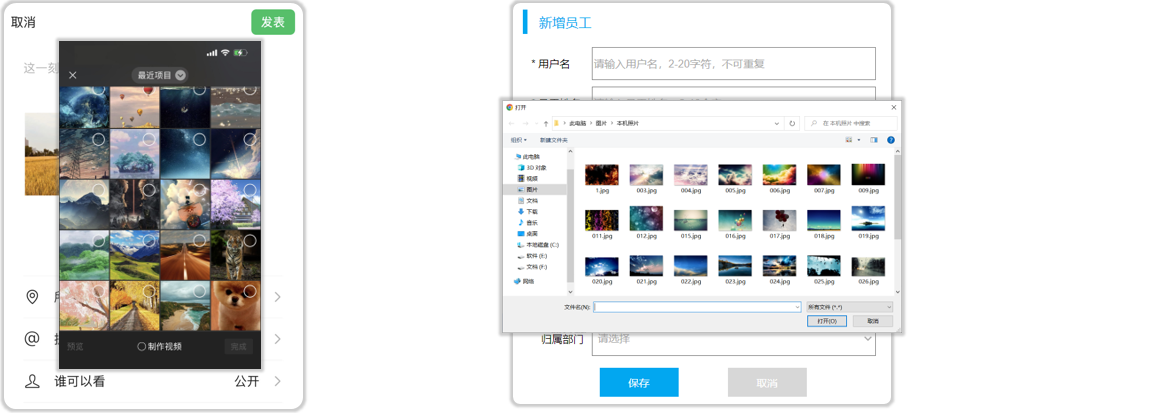 取消
发表
这一刻
最近项目
预览
制作视频
完成
谁可以看
公开
新增员工
* 用户名
请输入用户名，2-20字符，不可重复
打开
此电脑 > 图片 > 本机照片
在 本机照片 中搜索
组织
新建文件夹
此电脑
3D 对象
视频
图片
文档
下载
音乐
桌面
本地磁盘 (C:)
软件 (E:)
文档 (F:)
网络
1.jpg 003.jpg 004.jpg 005.jpg 006.jpg 007.jpg 009.jpg
011.jpg 012.jpg 015.jpg 016.jpg 017.jpg 018.jpg 019.jpg
020.jpg 021.jpg 022.jpg 023.jpg 024.jpg 025.jpg 026.jpg
文件名(N):
所有文件 (*.*)
打开(O)
取消
归属部门
请选择
保存
取消